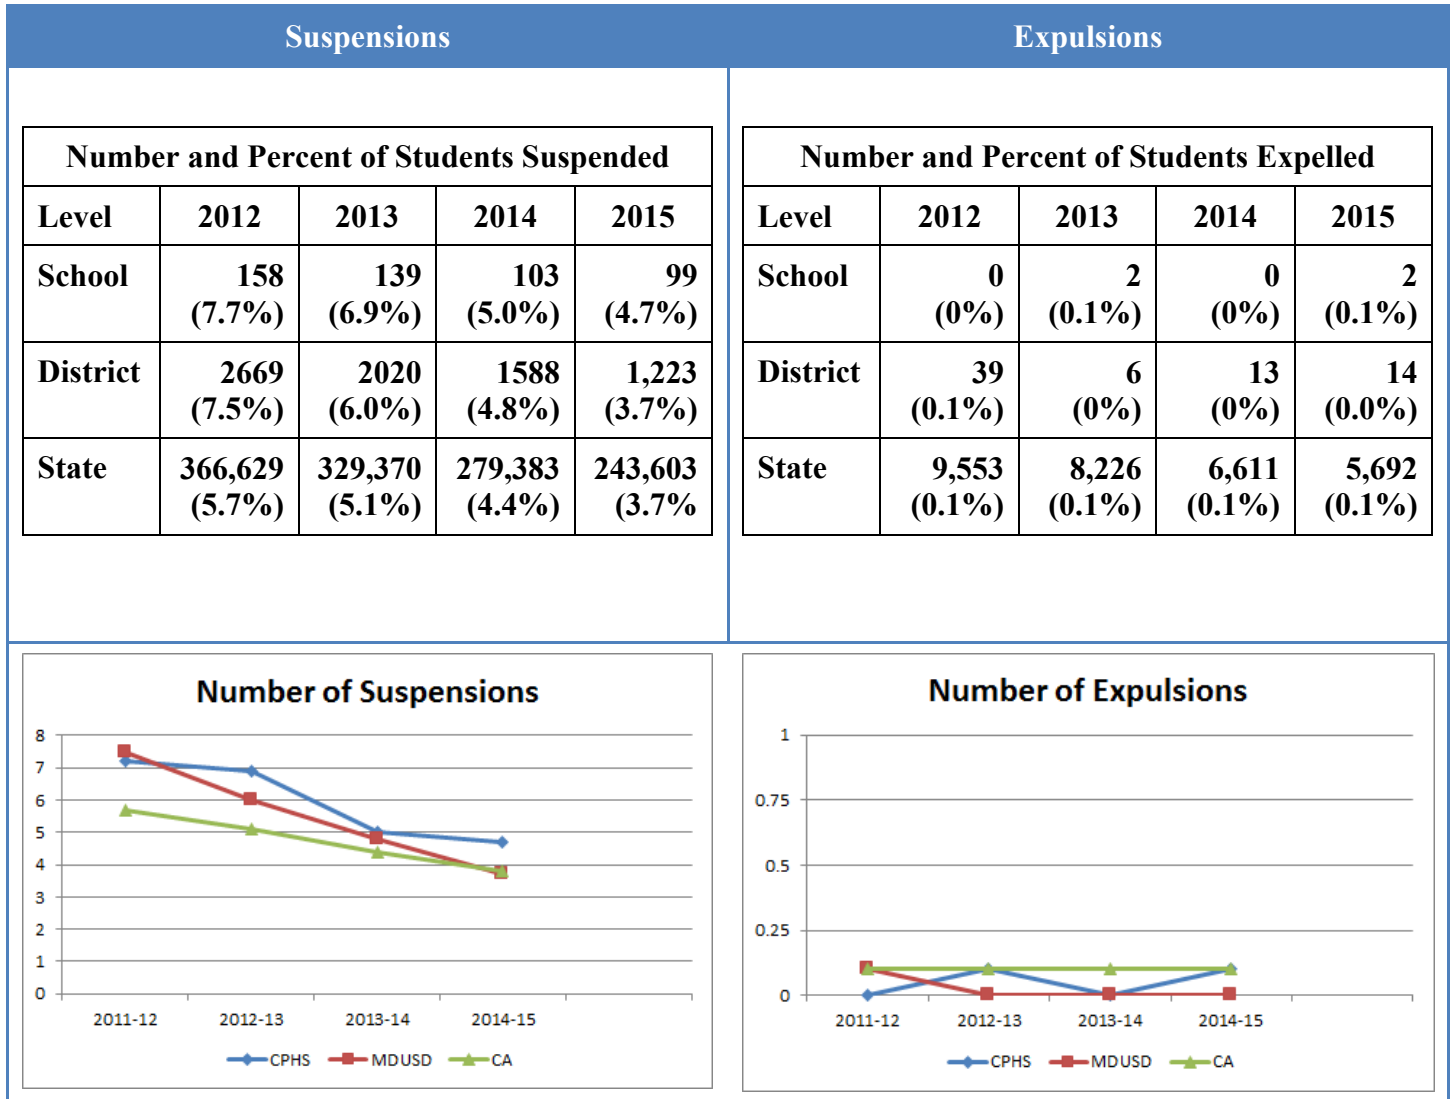 Suspensions
Expulsions
Number and Percent of Students Suspended
Level 2012 2013 2014 2015
School 158 139 103 99
(7.7%) (6.9%) (5.0%) (4.7%)
District 2669 2020 1588 1,223
(7.5%) (6.0%) (4.8%) (3.7%)
State 366,629 329,370 279,383 243,603
(5.7%) (5.1%) (4.4%) (3.7%
Number and Percent of Students Expelled
Level 2012 2013 2014 2015
School 0 2 0 2
(0%) (0.1%) (0%) (0.1%)
District 39 6 13 14
(0.1%) (0%) (0%) (0.0%)
State 9,553 8,226 6,611 5,692
(0.1%) (0.1%) (0.1%) (0.1%)
Number of Suspensions
8
7
6
5
4
3
2
1
0
2011-12 2012-13 2013-14 2014-15
CPHS MDUSD CA
Number of Expulsions
1
0.75
0.5
0.25
0
2011-12 2012-13 2013-14 2014-15
CPHS MDUSD CA